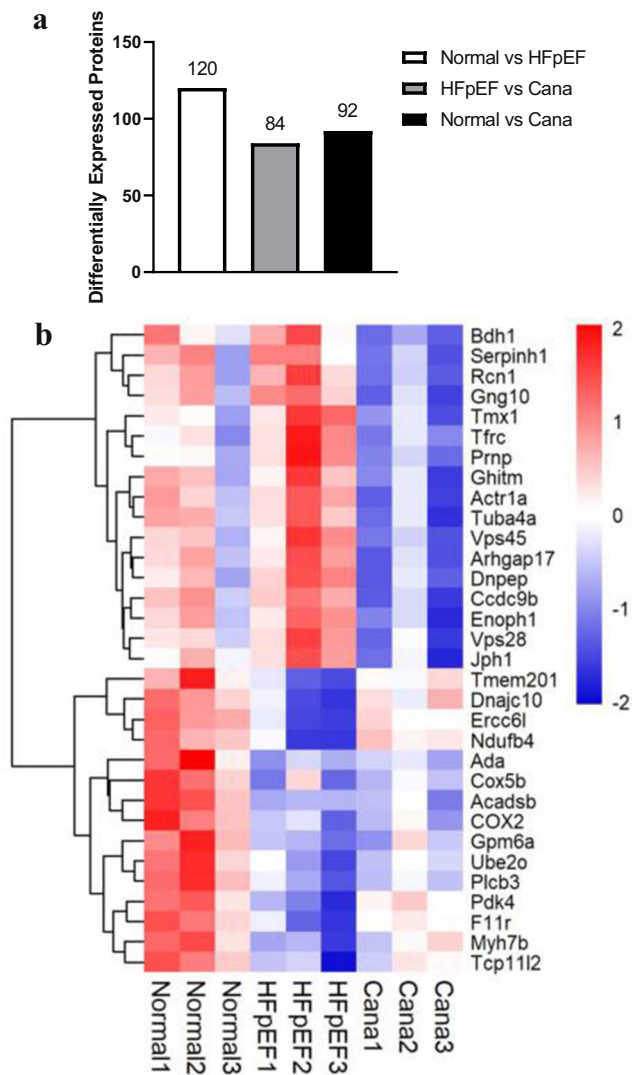 a
Differentially Expressed Proteins
150
100
50
0
120
84
92
Normal vs HFpEF
HFpEF vs Cana
Normal vs Cana
b
Bdh1
Serpinh1
Rcn1
Gng10
Tmx1
Tfrc
Prnp
Ghitm
Actr1a
Tuba4a
Vps45
Arhgap17
Dnpep
Ccdc9b
Enoph1
Vps28
Jph1
Tmem201
Dnajc10
Ercc6l
Ndufb4
Ada
Cox5b
Acadsb
COX2
Gpm6a
Ube2o
Plcb3
Pdk4
F11r
Myh7b
Tcp11l2
2
1
0
-1
-2
Normal1
Normal2
Normal3
HFpEF1
HFpEF2
HFpEF3
Cana1
Cana2
Cana3